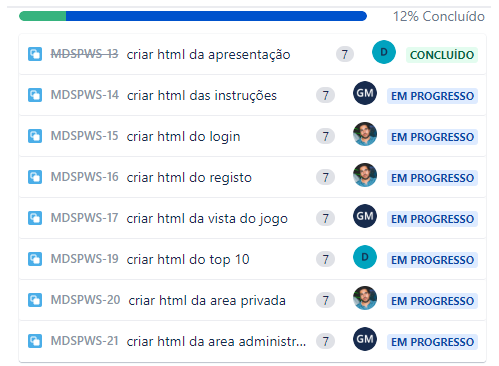 12% Concluído
MDSPWS-13 criar html da apresentação 7 D CONCLUÍDO
MDSPWS-14 criar html das instruções 7 GM EM PROGRESSO
MDSPWS-15 criar html do login 7 EM PROGRESSO
MDSPWS-16 criar html do registo 7 EM PROGRESSO
MDSPWS-17 criar html da vista do jogo 7 GM EM PROGRESSO
MDSPWS-19 criar html do top 10 7 D EM PROGRESSO
MDSPWS-20 criar html da area privada 7 EM PROGRESSO
MDSPWS-21 criar html da area administr... 7 GM EM PROGRESSO